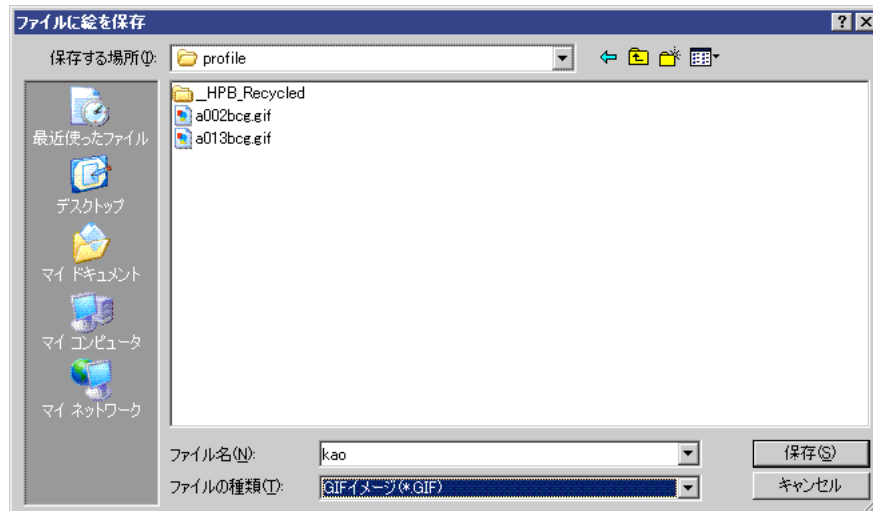 ファイルに絵を保存
保存する場所(I): profile
_HPB_Recycled
a002bcg.gif
a013bcg.gif
最近使ったファイル
デスクトップ
マイ ドキュメント
マイ コンピュータ
マイ ネットワーク
ファイル名(N): kao 保存(S)
ファイルの種類(T): GIFイメージ(*.GIF) キャンセル